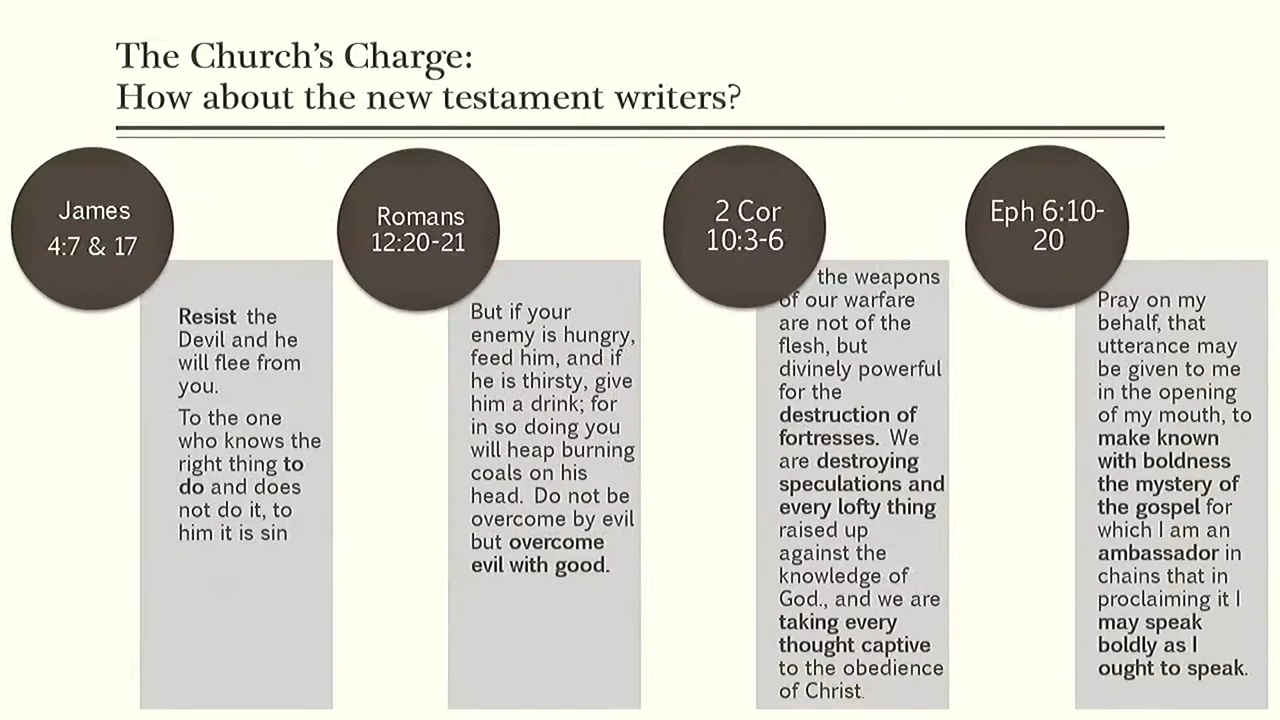 The Church's Charge:
How about the new testament writers?
James
4:7 & 17
Resist the
Devil and he
will flee from
you.
To the one
who knows the
right thing to
do and does
not do it, to
him it is sin
Romans
12:20-21
But if your
enemy is hungry,
feed him, and if
he is thirsty, give
him a drink; for
in so doing you
will heap burning
coals on his
head. Do not be
overcome by evil
but overcome
evil with good.
2 Cor
10:3-6
the weapons
of our warfare
are not of the
flesh, but
divinely powerful
for the
destruction of
fortresses. We
are destroying
speculations and
every lofty thing
raised up
against the
knowledge of
God., and we are
taking every
thought captive
to the obedience
of Christ.
Eph 6:10-
20
Pray on my
behalf, that
utterance may
be given to me
in the opening
of my mouth, to
make known
with boldness
the mystery of
the gospel for
which I am an
ambassador in
chains that in
proclaiming it I
may speak
boldly as I
ought to speak.